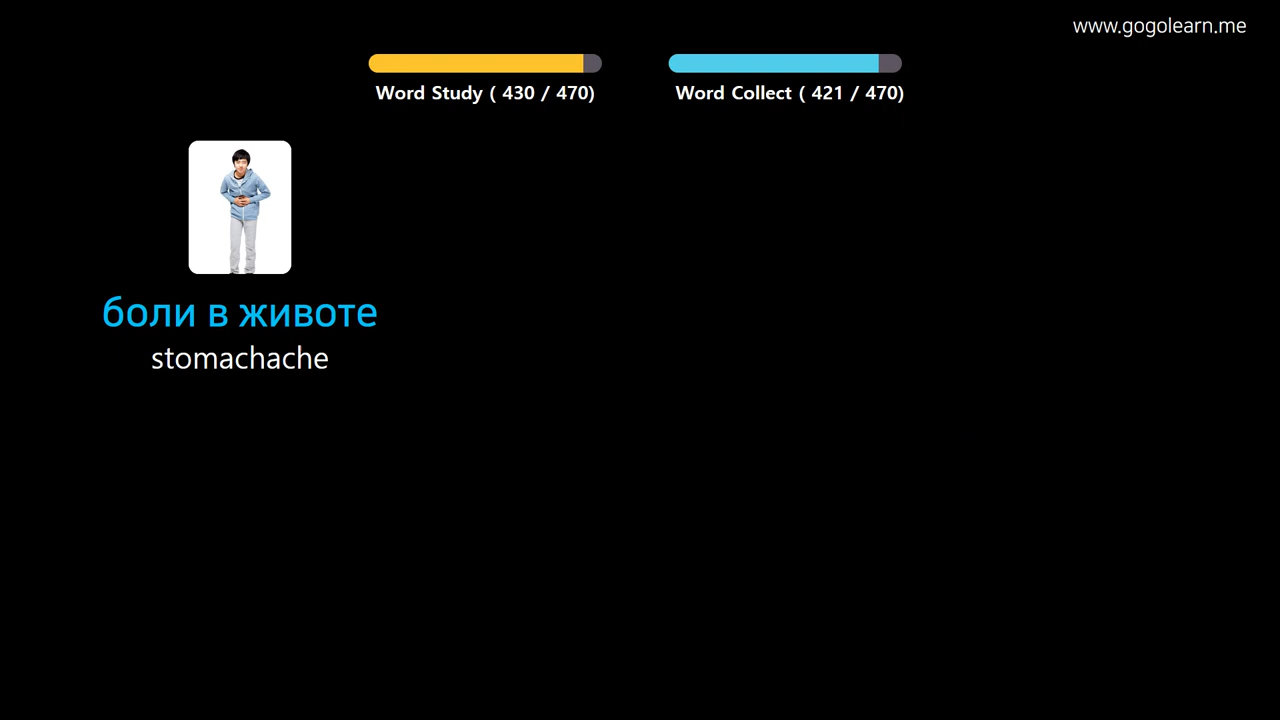 www.gogolearn.me
Word Study ( 430 / 470)
Word Collect ( 421 / 470)
боли в животе
stomachache